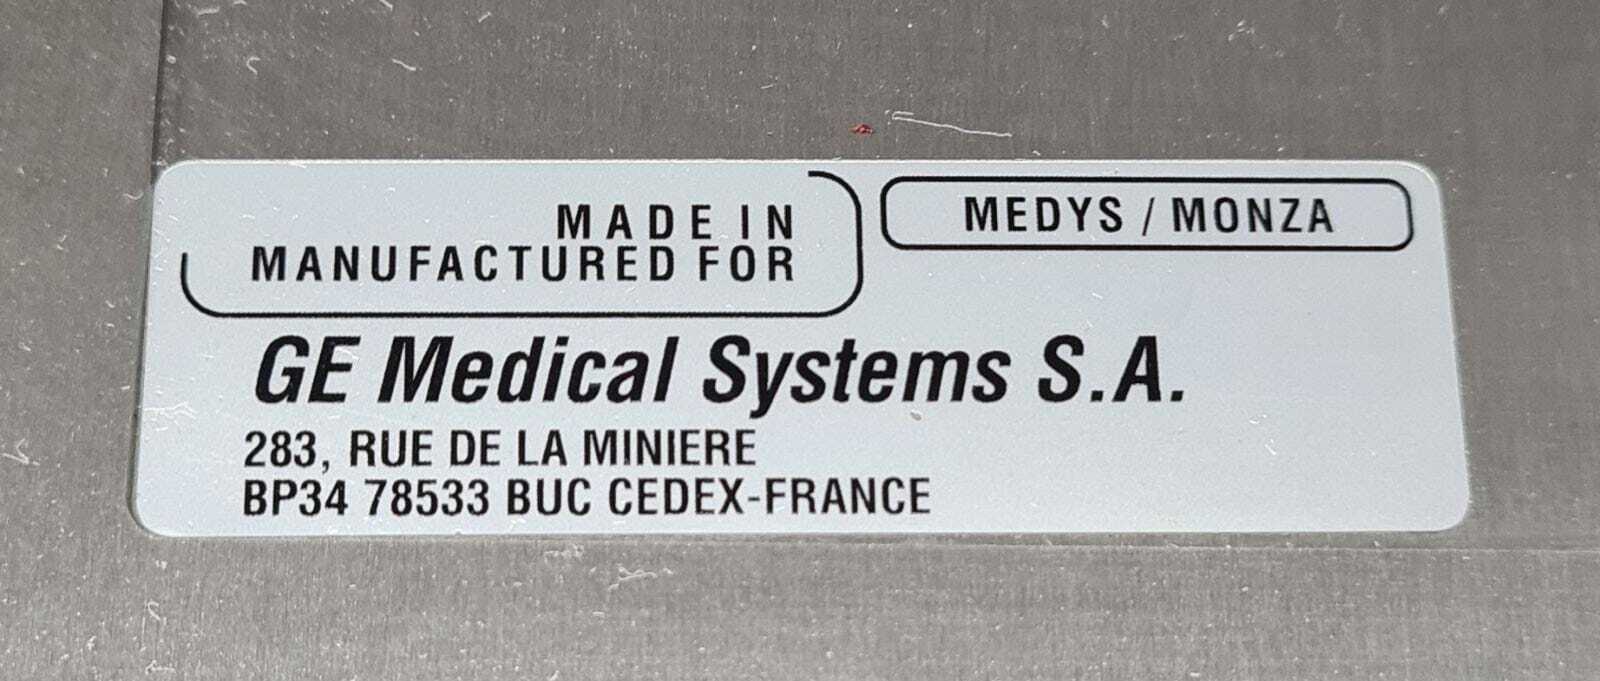 MADE IN
MANUFACTURED FOR
MEDYS / MONZA
GE Medical Systems S.A.
283, RUE DE LA MINIERE
BP34 78533 BUC CEDEX-FRANCE